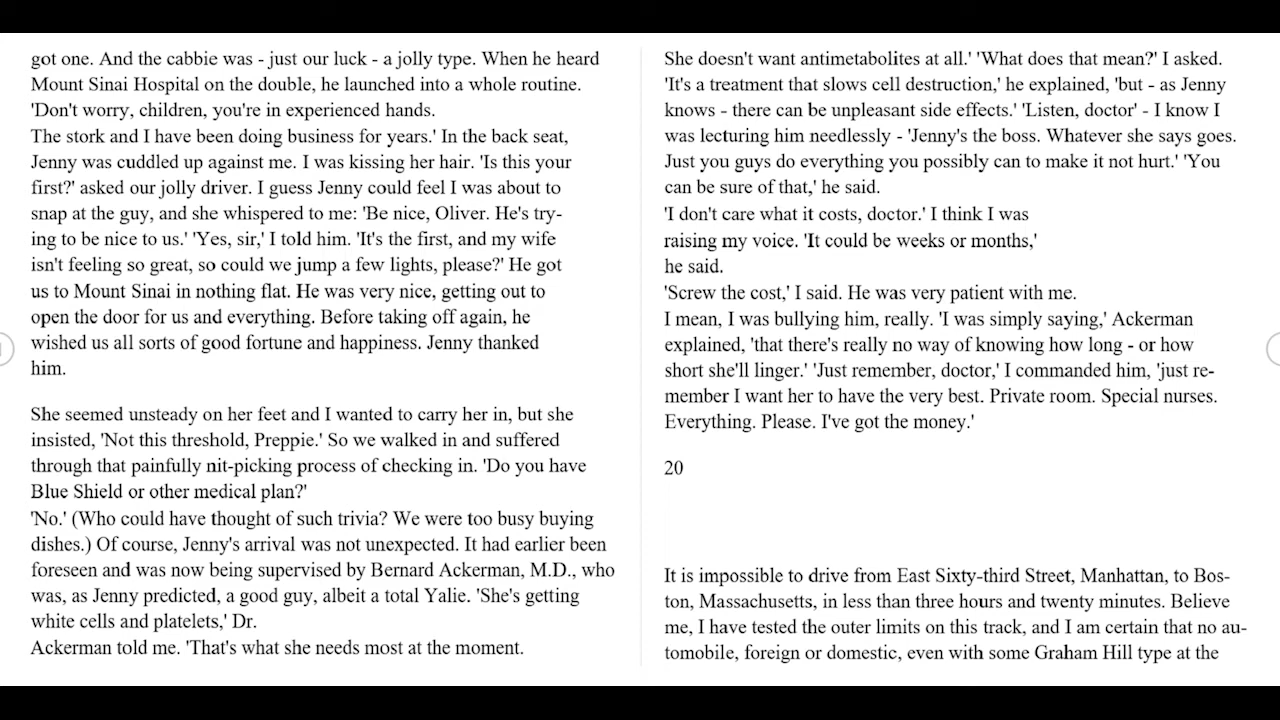 got one. And the cabbie was - just our luck - a jolly type. When he heard
Mount Sinai Hospital on the double, he launched into a whole routine.
'Don't worry, children, you're in experienced hands.
The stork and I have been doing business for years.' In the back seat,
Jenny was cuddled up against me. I was kissing her hair. 'Is this your
first?' asked our jolly driver. I guess Jenny could feel I was about to
snap at the guy, and she whispered to me: 'Be nice, Oliver. He's try-
ing to be nice to us.' 'Yes, sir,' I told him. 'It's the first, and my wife
isn't feeling so great, so could we jump a few lights, please?' He got
us to Mount Sinai in nothing flat. He was very nice, getting out to
open the door for us and everything. Before taking off again, he
wished us all sorts of good fortune and happiness. Jenny thanked
him.
She seemed unsteady on her feet and I wanted to carry her in, but she
insisted, 'Not this threshold, Preppie.' So we walked in and suffered
through that painfully nit-picking process of checking in. 'Do you have
Blue Shield or other medical plan?'
'No.' (Who could have thought of such trivia? We were too busy buying
dishes.) Of course, Jenny's arrival was not unexpected. It had earlier been
foreseen and was now being supervised by Bernard Ackerman, M.D., who
was, as Jenny predicted, a good guy, albeit a total Yalie. 'She's getting
white cells and platelets,' Dr.
Ackerman told me. 'That's what she needs most at the moment.
She doesn't want antimetabolites at all.' 'What does that mean?' I asked.
'It's a treatment that slows cell destruction,' he explained, 'but - as Jenny
knows - there can be unpleasant side effects.' 'Listen, doctor' - I know I
was lecturing him needlessly - 'Jenny's the boss. Whatever she says goes.
Just you guys do everything you possibly can to make it not hurt.' 'You
can be sure of that,' he said.
'I don't care what it costs, doctor.' I think I was
raising my voice. 'It could be weeks or months,'
he said.
'Screw the cost,' I said. He was very patient with me.
I mean, I was bullying him, really. 'I was simply saying,' Ackerman
explained, 'that there's really no way of knowing how long - or how
short she'll linger.' 'Just remember, doctor,' I commanded him, 'just re-
member I want her to have the very best. Private room. Special nurses.
Everything. Please. I've got the money.'
20
It is impossible to drive from East Sixty-third Street, Manhattan, to Bos-
ton, Massachusetts, in less than three hours and twenty minutes. Believe
me, I have tested the outer limits on this track, and I am certain that no au-
tomobile, foreign or domestic, even with some Graham Hill type at the